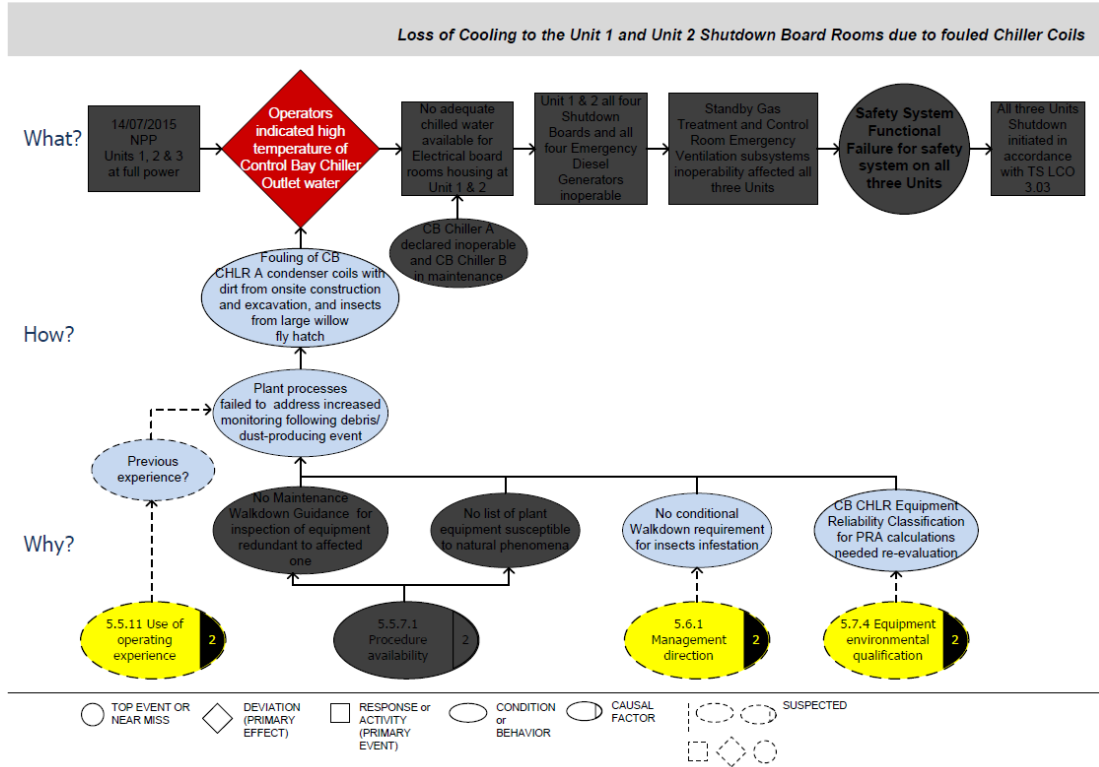 Loss of Cooling to the Unit 1 and Unit 2 Shutdown Board Rooms due to fouled Chiller Coils
What?
14/07/2015
NPP
Units 1, 2 & 3
at full power
Operators
indicated high
temperature of
Control Bay Chiller
Outlet water
No adequate
chilled water
available for
Electrical board
rooms housing at
Unit 1 & 2
Unit 1 & 2 all four
Shutdown
Boards and all
four Emergency
Diesel
Generators
inoperable
Standby Gas
Treatment and Control
Room Emergency
Ventilation subsystems
inoperability affected all
three Units
Safety System
Functional
Failure for safety
system on all
three Units
All three Units
Shutdown
initiated in
accordance
with TS LCO
3.03
CB Chiller A
declared inoperable
and CB Chiller B
in maintenance
Fouling of CB
CHLR A condenser coils with
dirt from onsite construction
and excavation, and insects
from large willow
fly hatch
How?
Plant processes
failed to address increased
monitoring following debris/
dust-producing event
Previous
experience?
Why?
No Maintenance
Walkdown Guidance for
inspection of equipment
redundant to affected
one
No list of plant
equipment susceptible
to natural phenomena
No conditional
Walkdown requirement
for insects infestation
CB CHLR Equipment
Reliability Classification
for PRA calculations
needed re-evaluation
5.5.11 Use of
operating
experience
2
5.5.7.1
Procedure
availability
2
5.6.1
Management
direction
2
5.7.4 Equipment
environmental
qualification
2
TOP EVENT OR
NEAR MISS
DEVIATION
(PRIMARY
EFFECT)
RESPONSE or
ACTIVITY
(PRIMARY
EVENT)
CONDITION
or
BEHAVIOR
CAUSAL
FACTOR
SUSPECTED